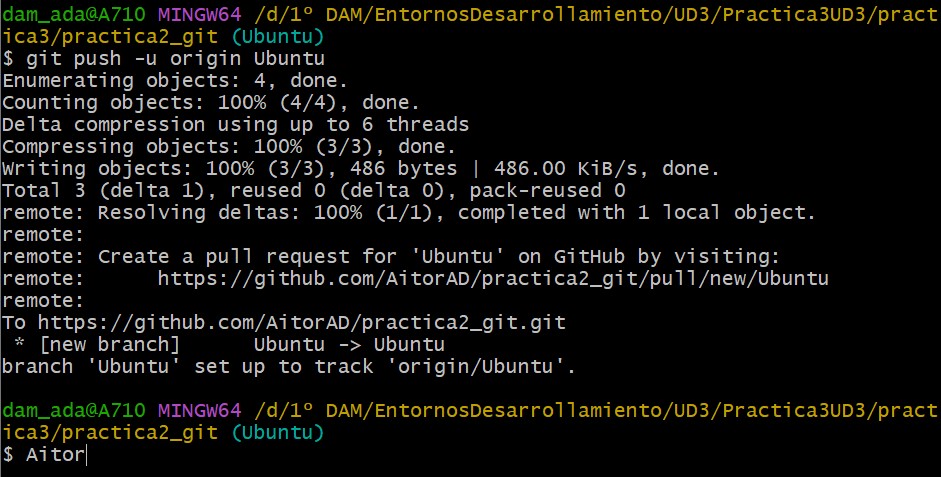 dam_ada@A710 MINGW64 /d/1º DAM/EntornosDesarrollamiento/UD3/Practica3UD3/pract
ica3/practica2_git (Ubuntu)
$ git push -u origin Ubuntu
Enumerating objects: 4, done.
Counting objects: 100% (4/4), done.
Delta compression using up to 6 threads
Compressing objects: 100% (3/3), done.
Writing objects: 100% (3/3), 486 bytes | 486.00 KiB/s, done.
Total 3 (delta 1), reused 0 (delta 0), pack-reused 0
remote: Resolving deltas: 100% (1/1), completed with 1 local object.
remote:
remote: Create a pull request for 'Ubuntu' on GitHub by visiting:
remote:      https://github.com/AitorAD/practica2_git/pull/new/Ubuntu
remote:
To https://github.com/AitorAD/practica2_git.git
 * [new branch]      Ubuntu -> Ubuntu
branch 'Ubuntu' set up to track 'origin/Ubuntu'.
dam_ada@A710 MINGW64 /d/1º DAM/EntornosDesarrollamiento/UD3/Practica3UD3/pract
ica3/practica2_git (Ubuntu)
$ Aitor